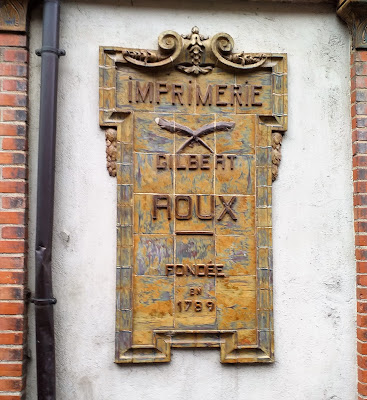 IMPRIMERIE
GILBERT
ROUX
FONDÉE
EN
1789